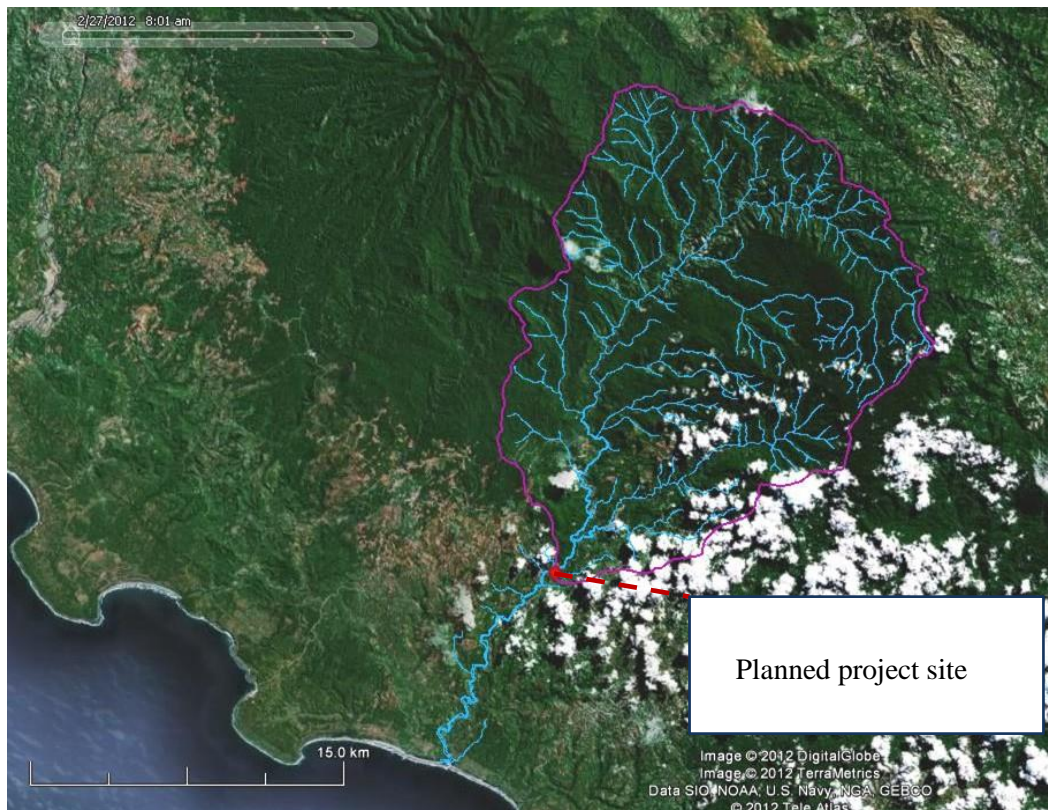 2/27/2012 8:01 am
Planned project site
15.0 km
Image © 2012 DigitalGlobe
Image © 2012 TerraMetrics
Data SIO, NOAA, U.S. Navy, NGA, GEBCO
© 2012 Tele Atlas